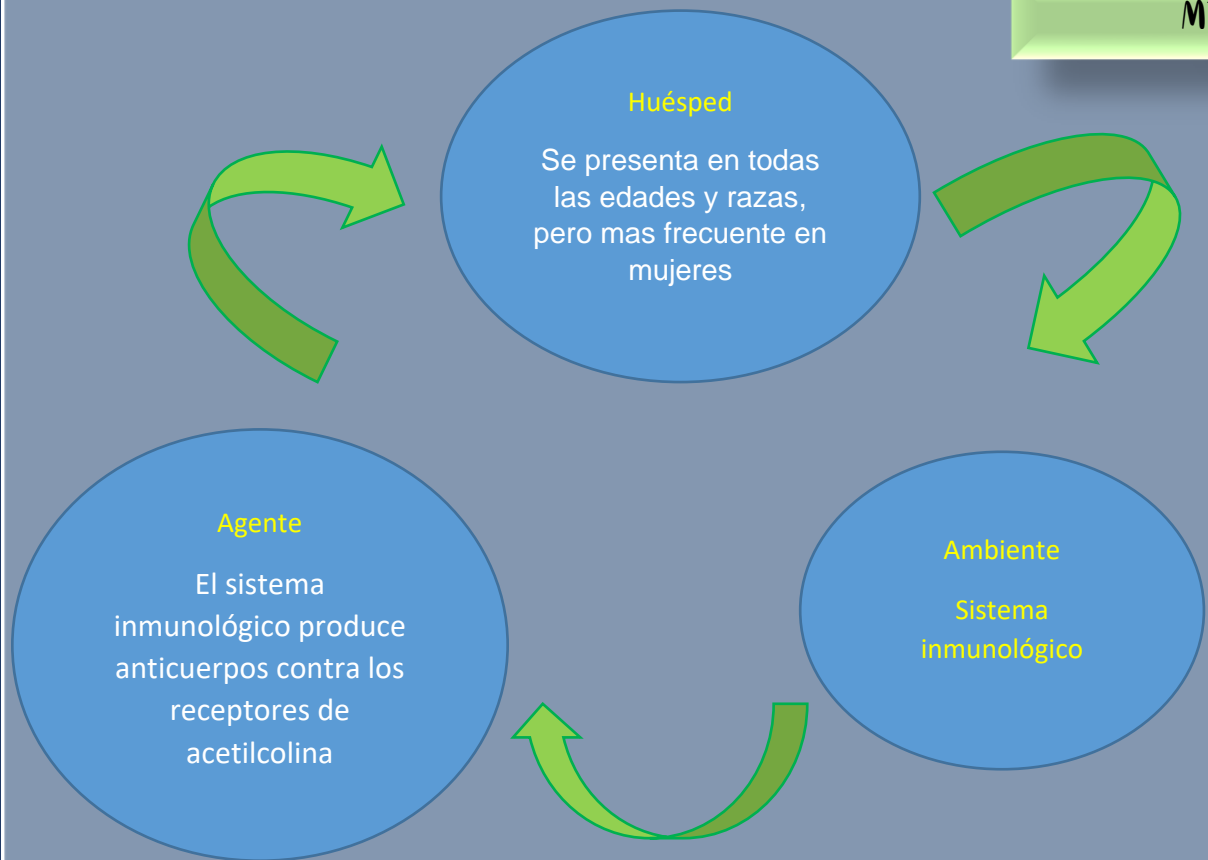 Huésped
Se presenta en todas
las edades y razas,
pero mas frecuente en
mujeres
Agente
El sistema
inmunológico produce
anticuerpos contra los
receptores de
acetilcolina
Ambiente
Sistema
inmunológico